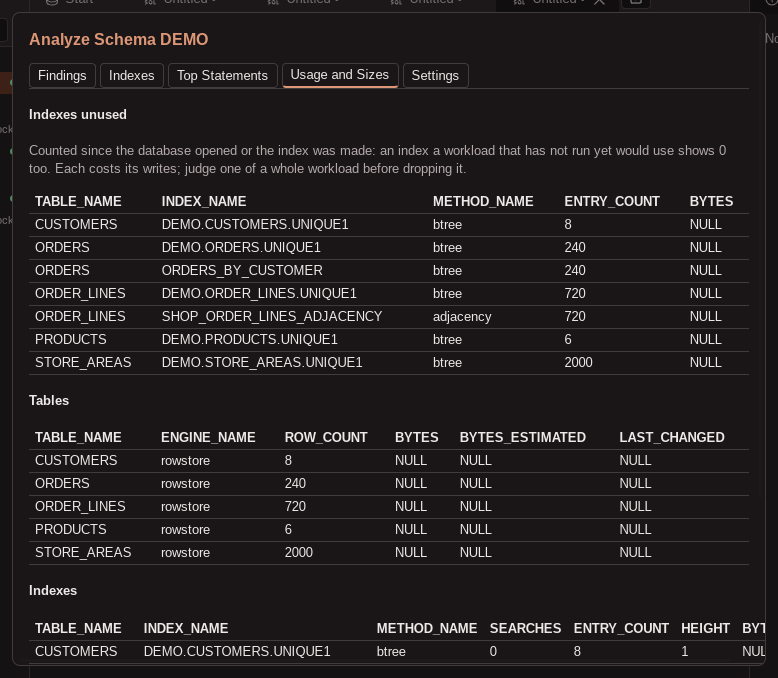 Start Untitled Untitled Untitled Untitled
Analyze Schema DEMO
Findings Indexes Top Statements Usage and Sizes Settings
Indexes unused
Counted since the database opened or the index was made: an index a workload that has not run yet would use shows 0
too. Each costs its writes; judge one of a whole workload before dropping it.
TABLE_NAME INDEX_NAME METHOD_NAME ENTRY_COUNT BYTES
CUSTOMERS DEMO.CUSTOMERS.UNIQUE1 btree 8 NULL
ORDERS DEMO.ORDERS.UNIQUE1 btree 240 NULL
ORDERS ORDERS_BY_CUSTOMER btree 240 NULL
ORDER_LINES DEMO.ORDER_LINES.UNIQUE1 btree 720 NULL
ORDER_LINES SHOP_ORDER_LINES_ADJACENCY adjacency 720 NULL
PRODUCTS DEMO.PRODUCTS.UNIQUE1 btree 6 NULL
STORE_AREAS DEMO.STORE_AREAS.UNIQUE1 btree 2000 NULL
Tables
TABLE_NAME ENGINE_NAME ROW_COUNT BYTES BYTES_ESTIMATED LAST_CHANGED
CUSTOMERS rowstore 8 NULL NULL NULL
ORDERS rowstore 240 NULL NULL NULL
ORDER_LINES rowstore 720 NULL NULL NULL
PRODUCTS rowstore 6 NULL NULL NULL
STORE_AREAS rowstore 2000 NULL NULL NULL
Indexes
TABLE_NAME INDEX_NAME METHOD_NAME SEARCHES ENTRY_COUNT HEIGHT
CUSTOMERS DEMO.CUSTOMERS.UNIQUE1 btree 0 8 1